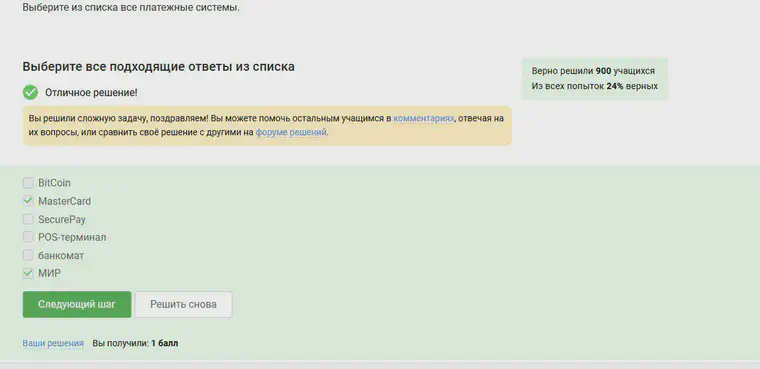 Выберите из списка все платежные системы.
Выберите все подходящие ответы из списка
Отличное решение!
Верно решили 900 учащихся
Из всех попыток 24% верных
Вы решили сложную задачу, поздравляем! Вы можете помочь остальным учащимся в комментариях, отвечая на
их вопросы, или сравнить своё решение с другими на форуме решений.
BitCoin
MasterCard
SecurePay
POS-терминал
банкомат
МИР
Следующий шаг
Решить снова
Ваши решения Вы получили: 1 балл